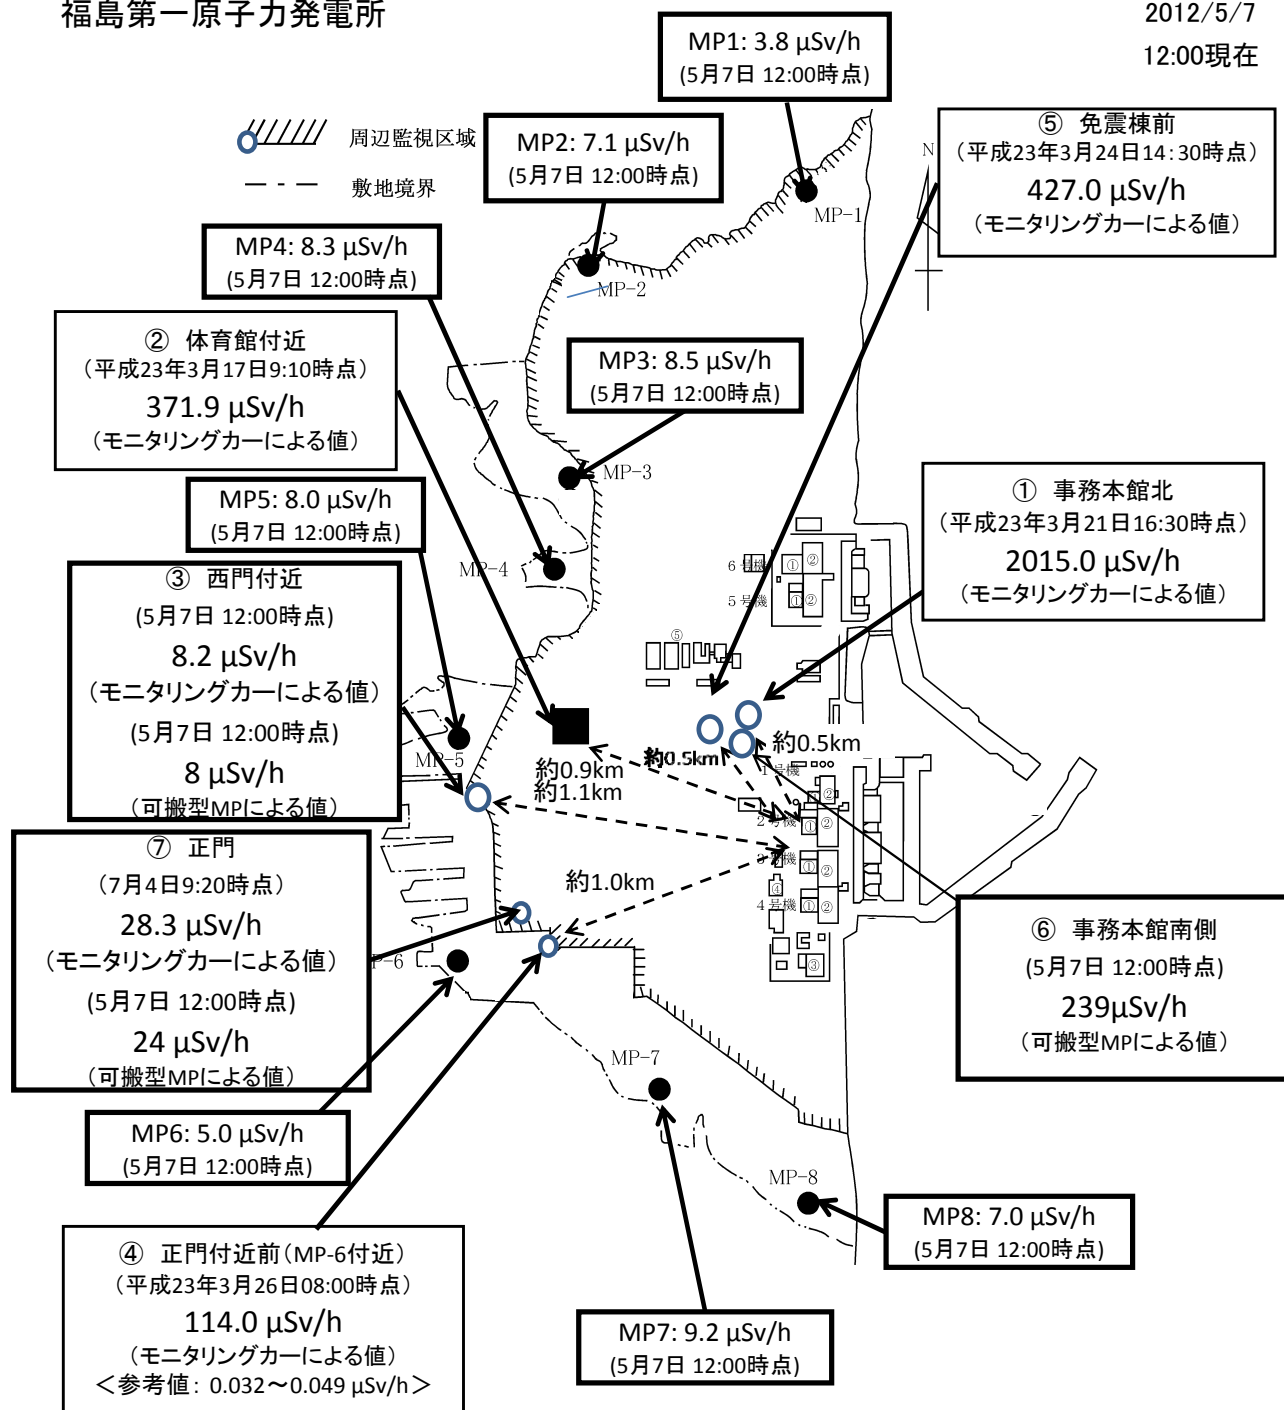 福島第一原子力発電所
2012/5/7
12:00現在
MP1: 3.8 μSv/h
(5月7日 12:00時点)
周辺監視区域
敷地境界
MP2: 7.1 μSv/h
(5月7日 12:00時点)
⑤ 免震棟前
(平成23年3月24日14:30時点)
427.0 μSv/h
(モニタリングカーによる値)
N
MP-1
MP4: 8.3 μSv/h
(5月7日 12:00時点)
MP-2
② 体育館付近
(平成23年3月17日9:10時点)
371.9 μSv/h
(モニタリングカーによる値)
MP3: 8.5 μSv/h
(5月7日 12:00時点)
MP-3
MP5: 8.0 μSv/h
(5月7日 12:00時点)
① 事務本館北
(平成23年3月21日16:30時点)
2015.0 μSv/h
(モニタリングカーによる値)
MP-4
6号機 ① ②
5号機 ① ②
③ 西門付近
(5月7日 12:00時点)
8.2 μSv/h
(モニタリングカーによる値)
(5月7日 12:00時点)
8 μSv/h
(可搬型MPによる値)
⑤
MP-5
約0.9km
約1.1km
約0.5km
約0.5km
1号機
②
2号機 ① ②
3号機 ① ②
④
4号機 ① ②
③
約1.0km
⑦ 正門
(7月4日9:20時点)
28.3 μSv/h
(モニタリングカーによる値)
(5月7日 12:00時点)
24 μSv/h
(可搬型MPによる値)
P-6
⑥ 事務本館南側
(5月7日 12:00時点)
239μSv/h
(可搬型MPによる値)
MP-7
MP6: 5.0 μSv/h
(5月7日 12:00時点)
MP-8
MP8: 7.0 μSv/h
(5月7日 12:00時点)
④ 正門付近前(MP-6付近)
(平成23年3月26日08:00時点)
114.0 μSv/h
(モニタリングカーによる値)
<参考値: 0.032~0.049 μSv/h>
MP7: 9.2 μSv/h
(5月7日 12:00時点)